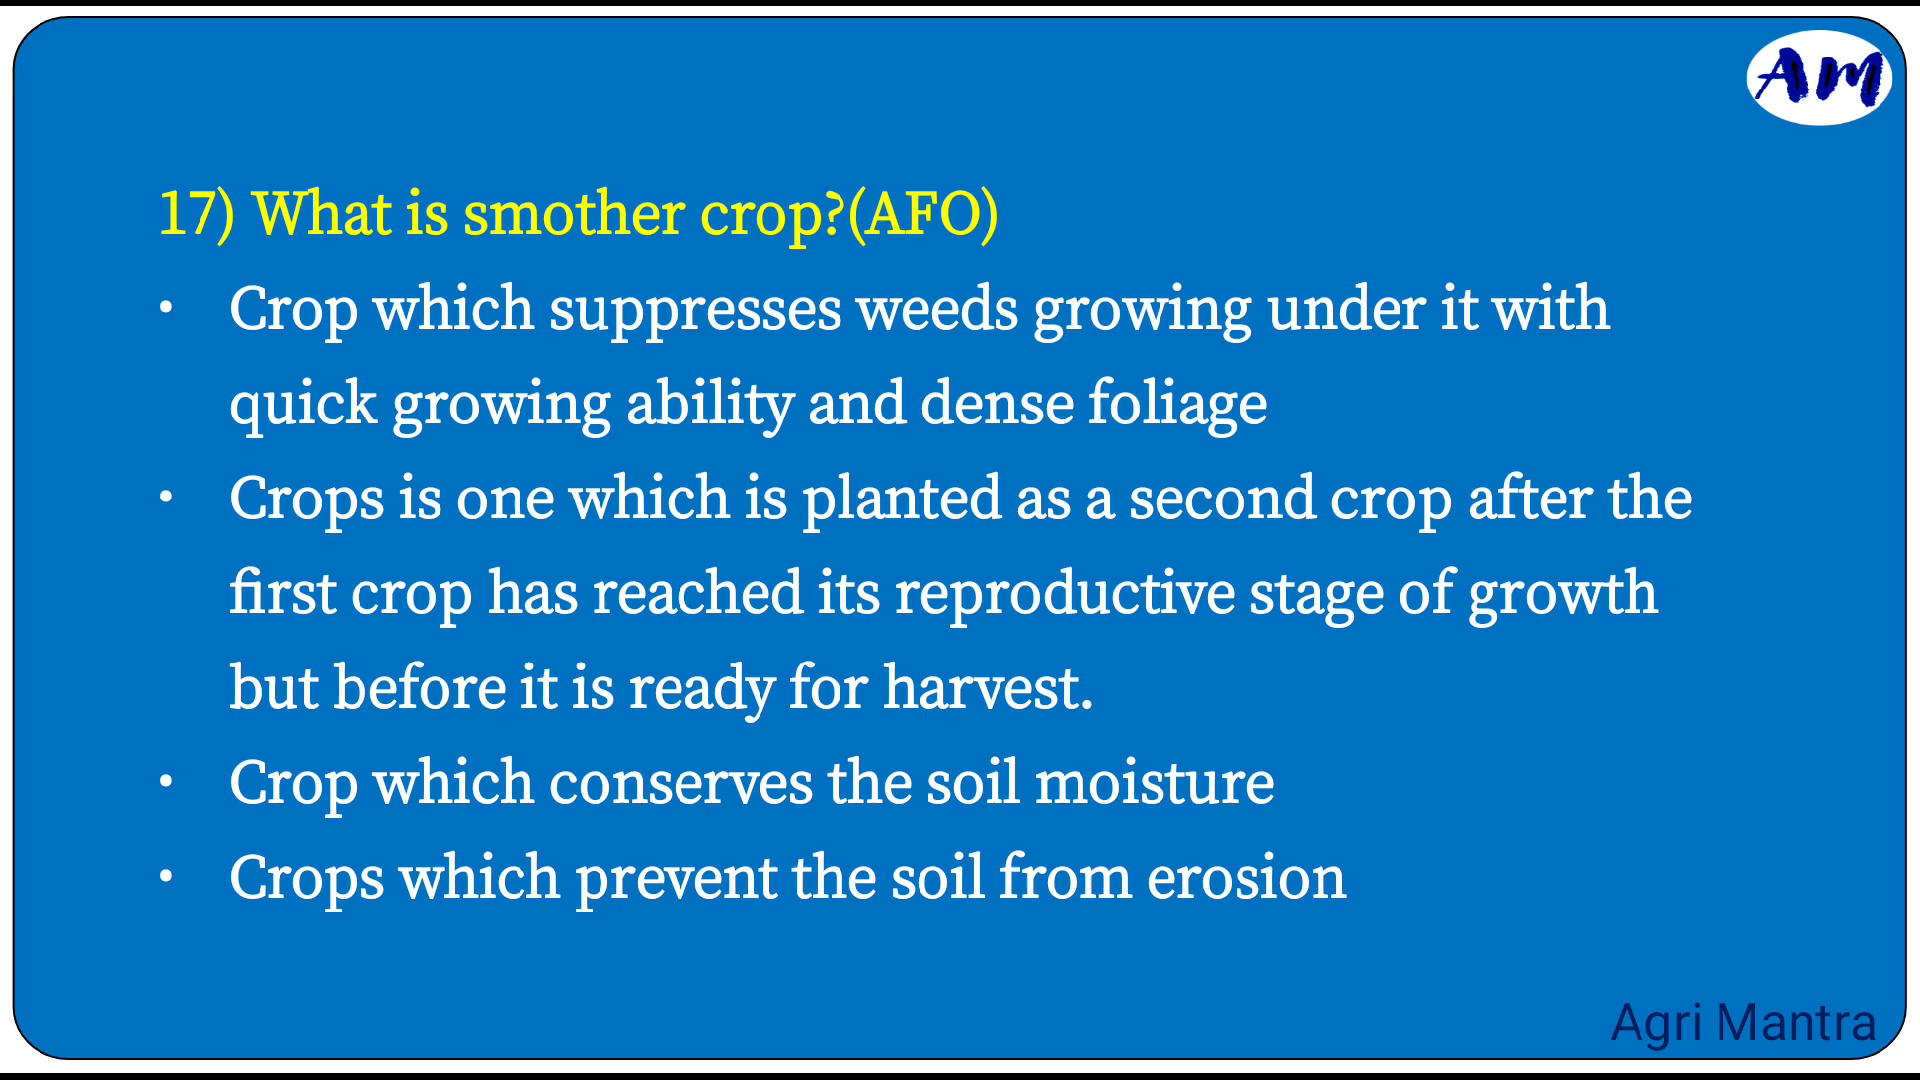 AM
17) What is smother crop?(AFO)
• Crop which suppresses weeds growing under it with
quick growing ability and dense foliage
• Crops is one which is planted as a second crop after the
first crop has reached its reproductive stage of growth
but before it is ready for harvest.
• Crop which conserves the soil moisture
• Crops which prevent the soil from erosion
Agri Mantra